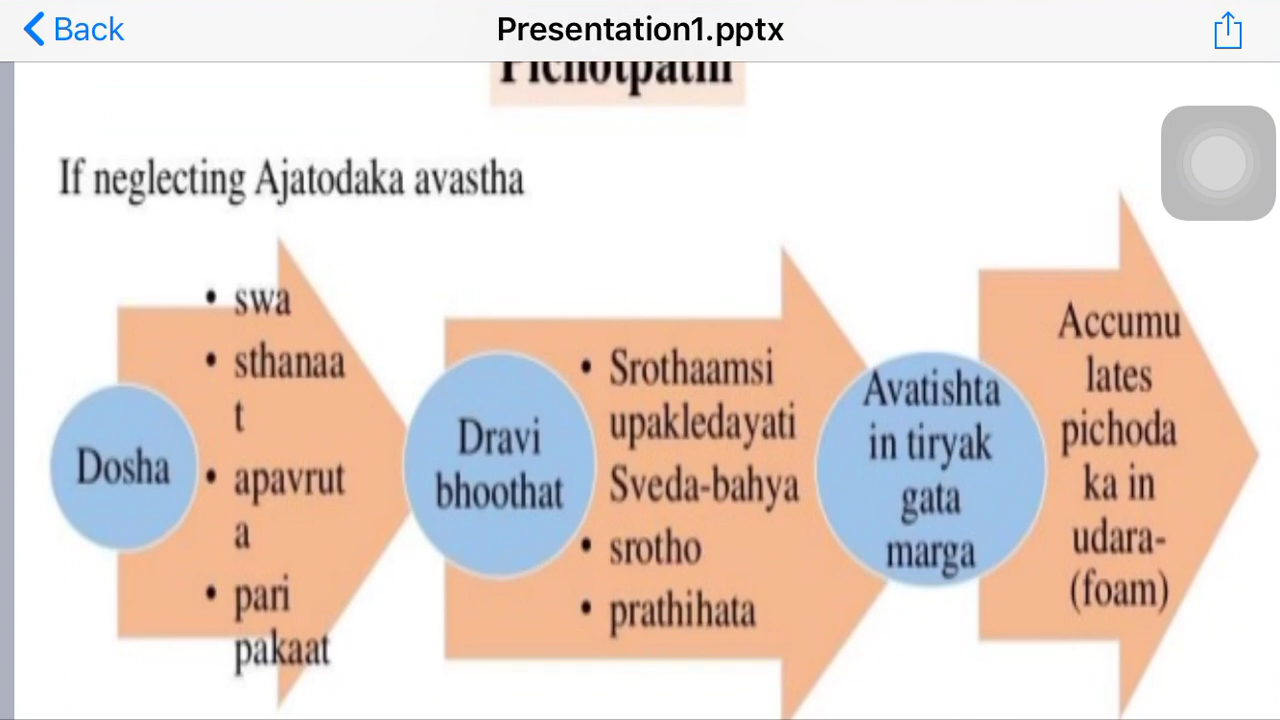 Back
Presentation1.pptx
Pichotpathi
If neglecting Ajatodaka avastha
Dosha
• swa
• sthanaa
t
• apavrut
a
• pari
pakaat
Dravi
bhoothat
• Srothaamsi
upakledayati
Sveda-bahya
• srotho
• prathihata
Avatishta
in tiryak
gata
marga
Accumu
lates
pichoda
ka in
udara-
(foam)